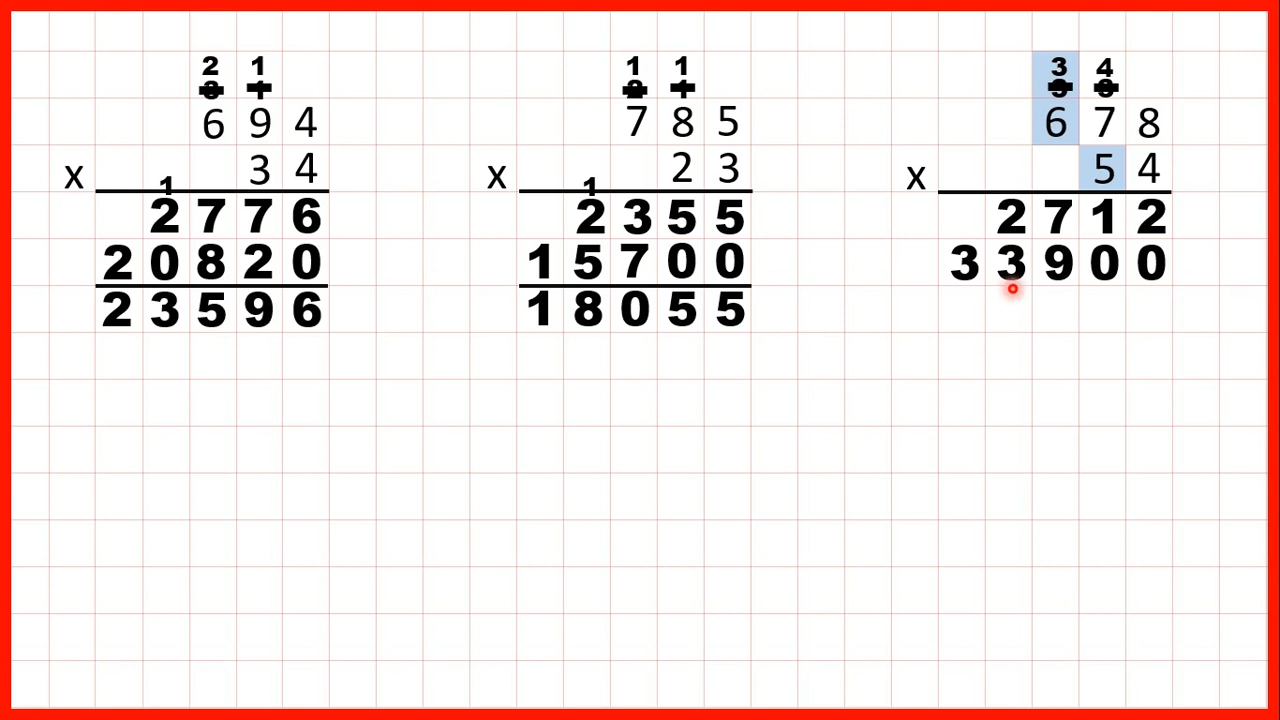 2 1
3 1
6 9 4
x 3 4
1
2 7 7 6
2 0 8 2 0
2 3 5 9 6
1 1
2 1
7 8 5
x 2 3
1
2 3 5 5
1 5 7 0 0
1 8 0 5 5
3 4
3 3
6 7 8
x 5 4
2 7 1 2
3 3 9 0 0